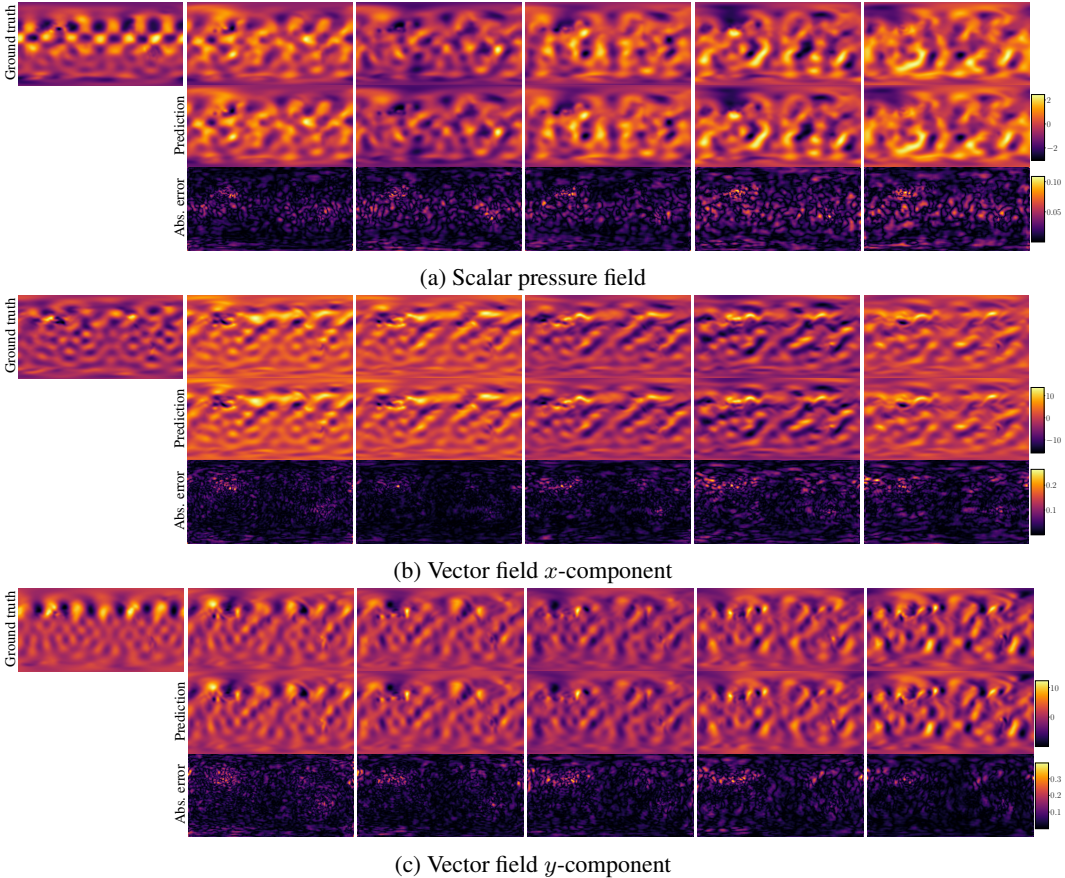 Ground truth
Prediction
2
0
−2
Abs. error
0.10
0.05
(a) Scalar pressure field
Ground truth
Prediction
10
0
−10
Abs. error
0.2
0.1
(b) Vector field x-component
Ground truth
Prediction
10
0
Abs. error
0.3
0.2
0.1
(c) Vector field y-component